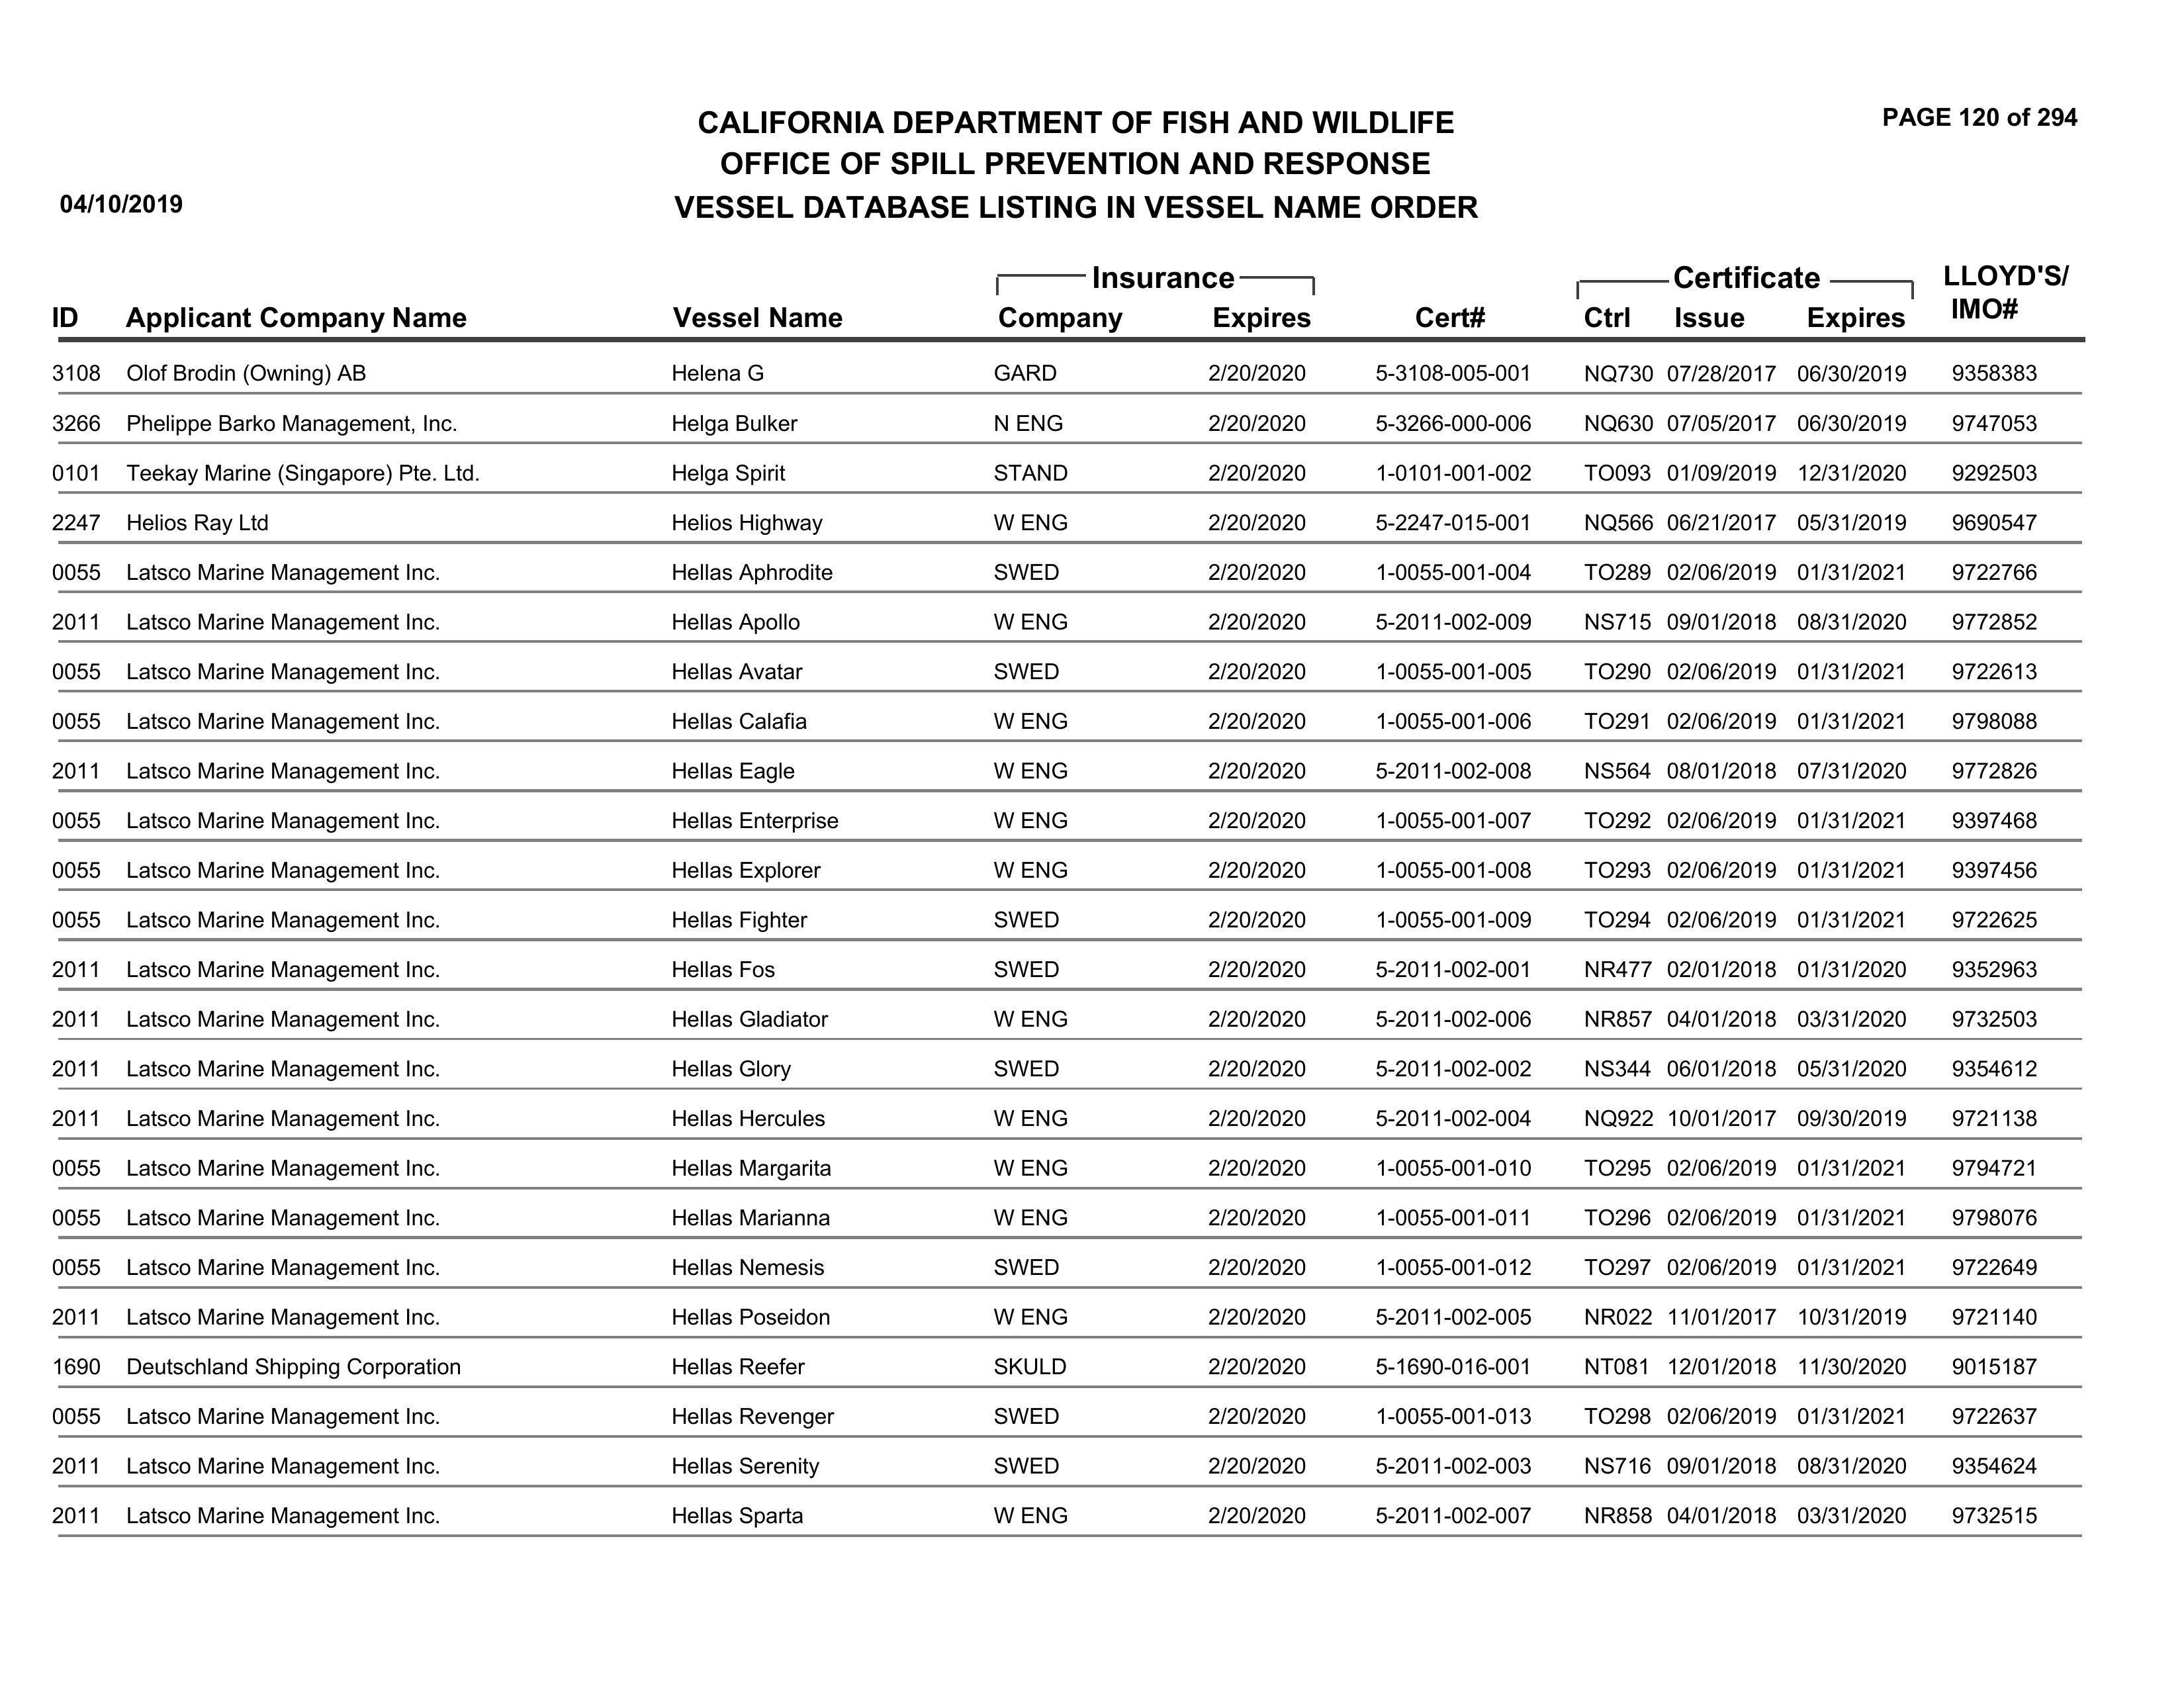 PAGE 120 of 294
CALIFORNIA DEPARTMENT OF FISH AND WILDLIFE
OFFICE OF SPILL PREVENTION AND RESPONSE
04/10/2019 VESSEL DATABASE LISTING IN VESSEL NAME ORDER
Insurance Certificate LLOYD'S/
ID Applicant Company Name Vessel Name Company Expires Cert# Ctrl Issue Expires IMO#
3108 Olof Brodin (Owning) AB Helena G GARD 2/20/2020 5-3108-005-001 NQ730 07/28/2017 06/30/2019 9358383
3266 Phelippe Barko Management, Inc. Helga Bulker N ENG 2/20/2020 5-3266-000-006 NQ630 07/05/2017 06/30/2019 9747053
0101 Teekay Marine (Singapore) Pte. Ltd. Helga Spirit STAND 2/20/2020 1-0101-001-002 TO093 01/09/2019 12/31/2020 9292503
2247 Helios Ray Ltd Helios Highway W ENG 2/20/2020 5-2247-015-001 NQ566 06/21/2017 05/31/2019 9690547
0055 Latsco Marine Management Inc. Hellas Aphrodite SWED 2/20/2020 1-0055-001-004 TO289 02/06/2019 01/31/2021 9722766
2011 Latsco Marine Management Inc. Hellas Apollo W ENG 2/20/2020 5-2011-002-009 NS715 09/01/2018 08/31/2020 9772852
0055 Latsco Marine Management Inc. Hellas Avatar SWED 2/20/2020 1-0055-001-005 TO290 02/06/2019 01/31/2021 9722613
0055 Latsco Marine Management Inc. Hellas Calafia W ENG 2/20/2020 1-0055-001-006 TO291 02/06/2019 01/31/2021 9798088
2011 Latsco Marine Management Inc. Hellas Eagle W ENG 2/20/2020 5-2011-002-008 NS564 08/01/2018 07/31/2020 9772826
0055 Latsco Marine Management Inc. Hellas Enterprise W ENG 2/20/2020 1-0055-001-007 TO292 02/06/2019 01/31/2021 9397468
0055 Latsco Marine Management Inc. Hellas Explorer W ENG 2/20/2020 1-0055-001-008 TO293 02/06/2019 01/31/2021 9397456
0055 Latsco Marine Management Inc. Hellas Fighter SWED 2/20/2020 1-0055-001-009 TO294 02/06/2019 01/31/2021 9722625
2011 Latsco Marine Management Inc. Hellas Fos SWED 2/20/2020 5-2011-002-001 NR477 02/01/2018 01/31/2020 9352963
2011 Latsco Marine Management Inc. Hellas Gladiator W ENG 2/20/2020 5-2011-002-006 NR857 04/01/2018 03/31/2020 9732503
2011 Latsco Marine Management Inc. Hellas Glory SWED 2/20/2020 5-2011-002-002 NS344 06/01/2018 05/31/2020 9354612
2011 Latsco Marine Management Inc. Hellas Hercules W ENG 2/20/2020 5-2011-002-004 NQ922 10/01/2017 09/30/2019 9721138
0055 Latsco Marine Management Inc. Hellas Margarita W ENG 2/20/2020 1-0055-001-010 TO295 02/06/2019 01/31/2021 9794721
0055 Latsco Marine Management Inc. Hellas Marianna W ENG 2/20/2020 1-0055-001-011 TO296 02/06/2019 01/31/2021 9798076
0055 Latsco Marine Management Inc. Hellas Nemesis SWED 2/20/2020 1-0055-001-012 TO297 02/06/2019 01/31/2021 9722649
2011 Latsco Marine Management Inc. Hellas Poseidon W ENG 2/20/2020 5-2011-002-005 NR022 11/01/2017 10/31/2019 9721140
1690 Deutschland Shipping Corporation Hellas Reefer SKULD 2/20/2020 5-1690-016-001 NT081 12/01/2018 11/30/2020 9015187
0055 Latsco Marine Management Inc. Hellas Revenger SWED 2/20/2020 1-0055-001-013 TO298 02/06/2019 01/31/2021 9722637
2011 Latsco Marine Management Inc. Hellas Serenity SWED 2/20/2020 5-2011-002-003 NS716 09/01/2018 08/31/2020 9354624
2011 Latsco Marine Management Inc. Hellas Sparta W ENG 2/20/2020 5-2011-002-007 NR858 04/01/2018 03/31/2020 9732515